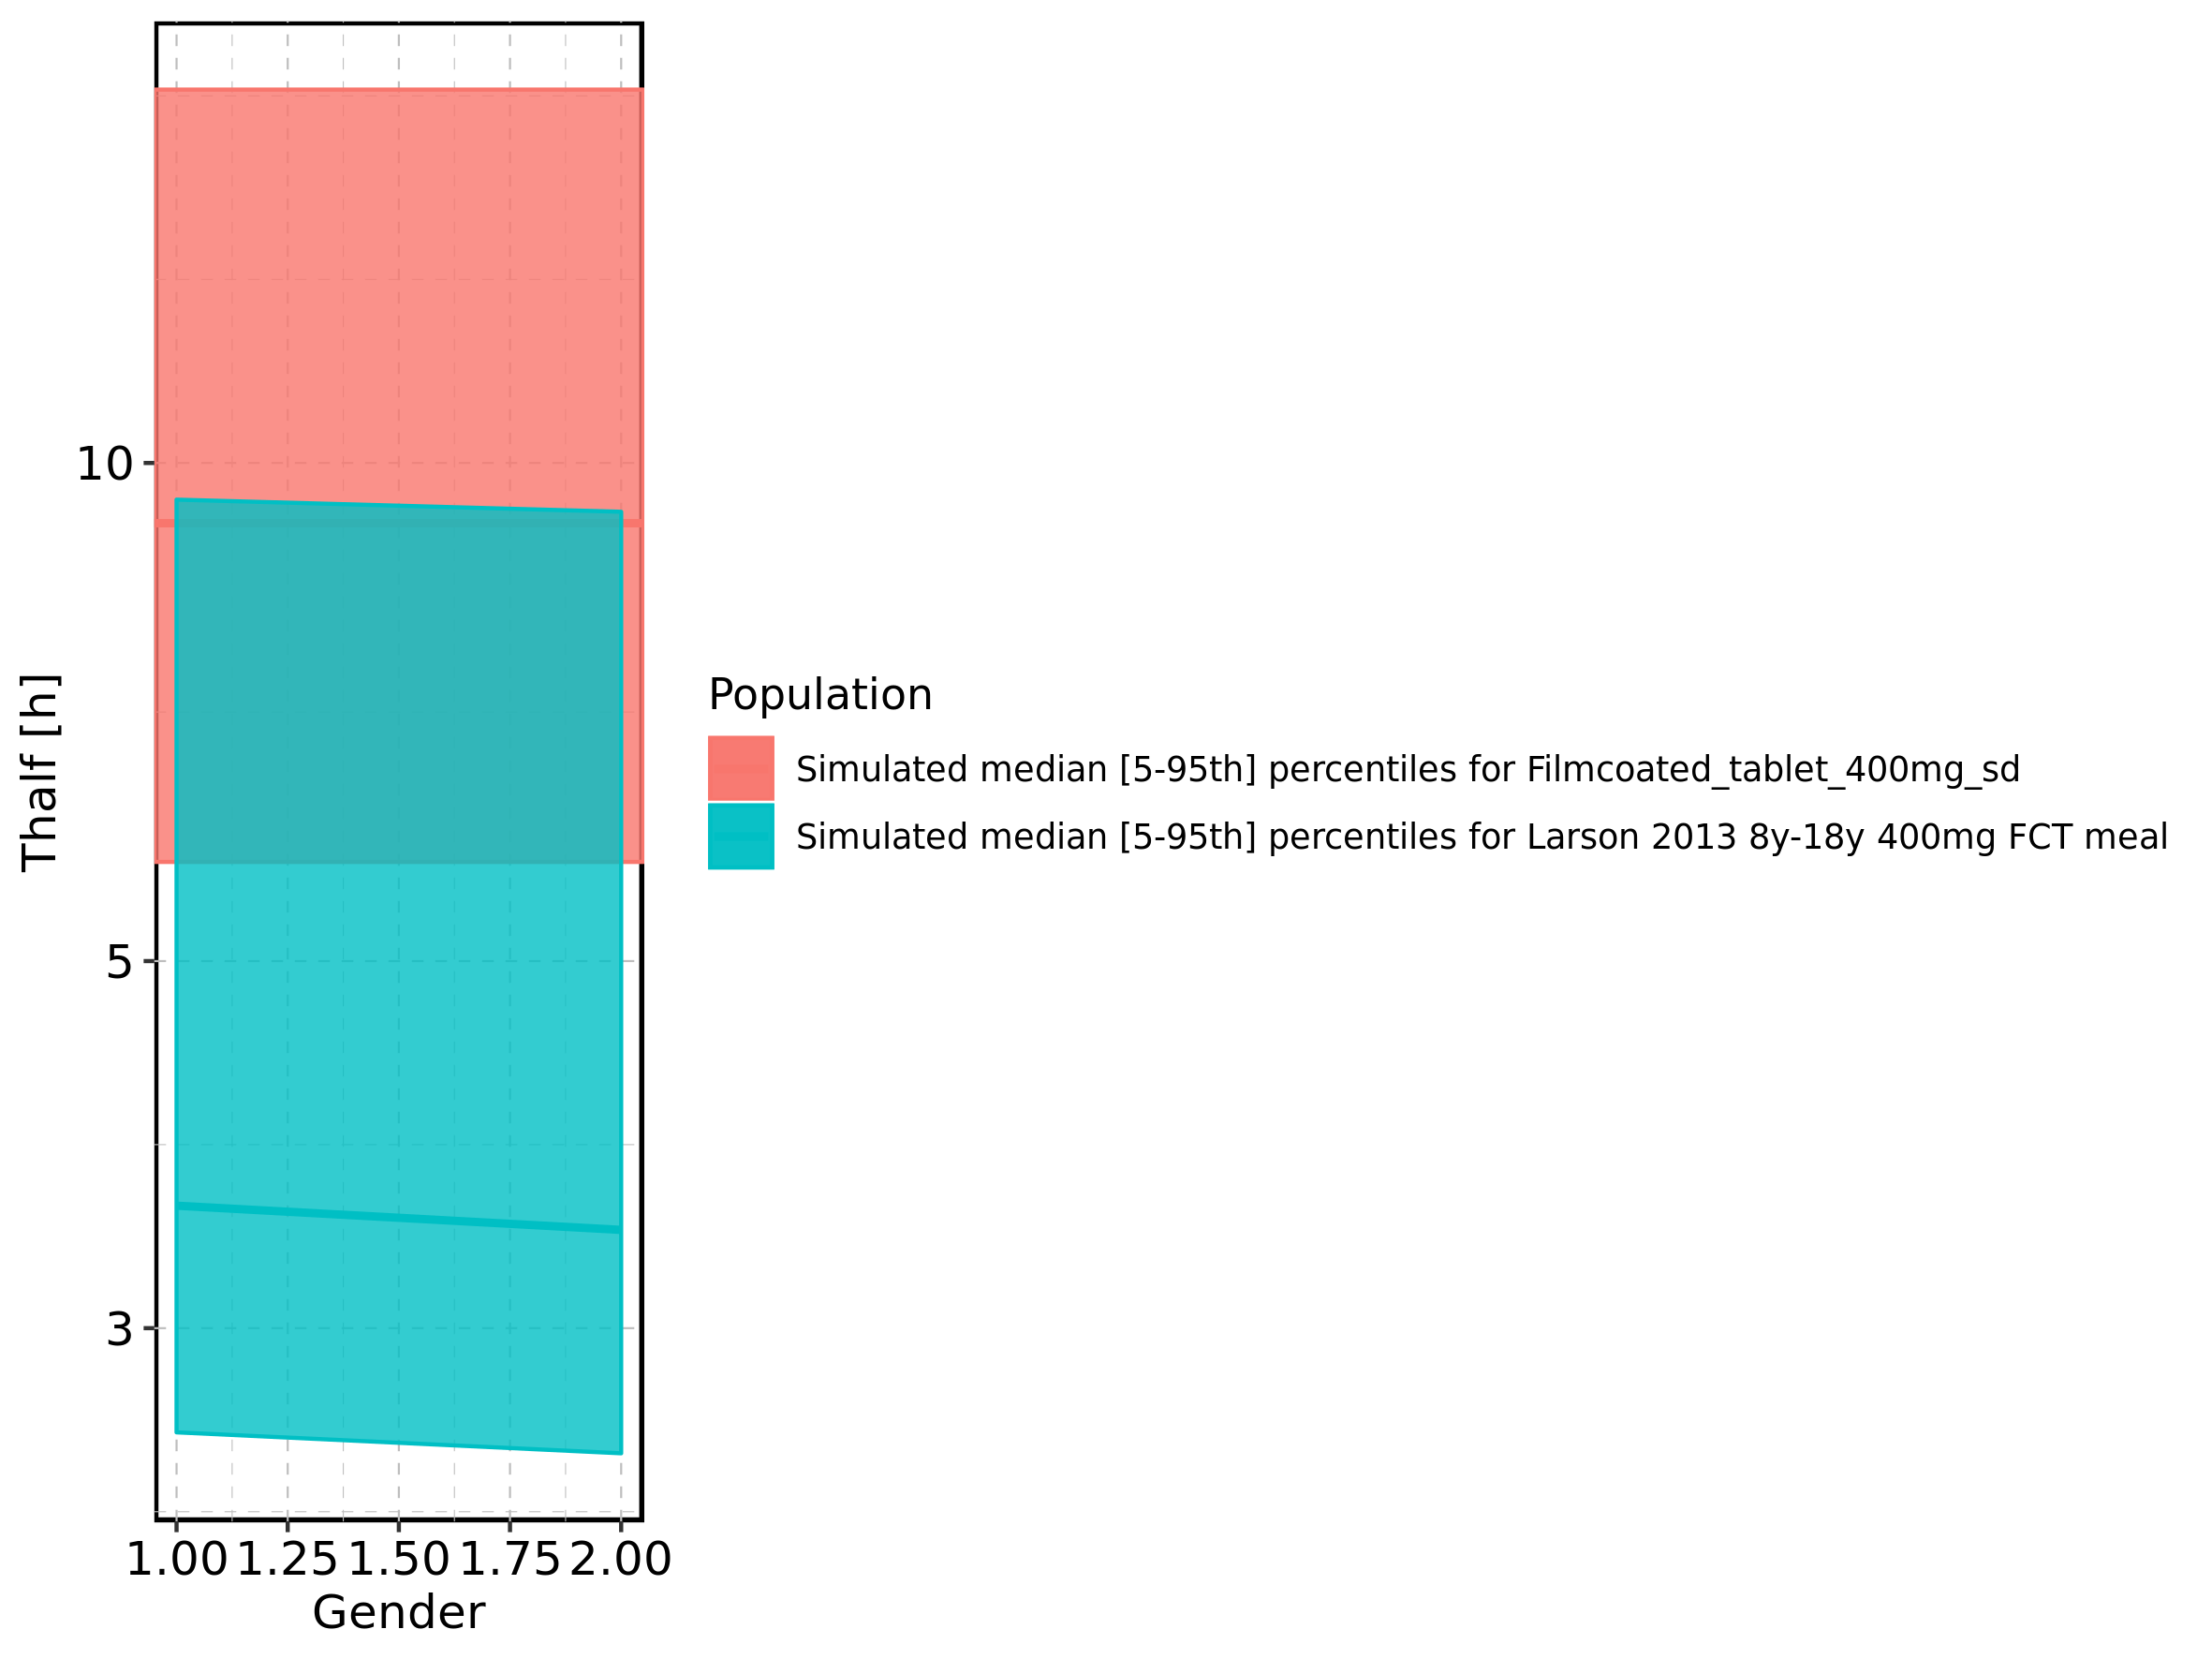 10
5
3
Thalf [h]
1.00 1.25 1.50 1.75 2.00
Gender
Population
Simulated median [5-95th] percentiles for Filmcoated_tablet_400mg_sd
Simulated median [5-95th] percentiles for Larson 2013 8y-18y 400mg FCT meal